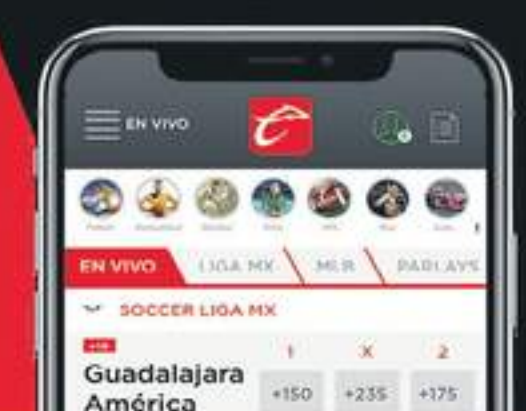 EN VIVO
EN VIVO LIGA MX MLB PARLAYS
SOCCER LIGA MX
1 X 2
Guadalajara
América
+150 +235 +175